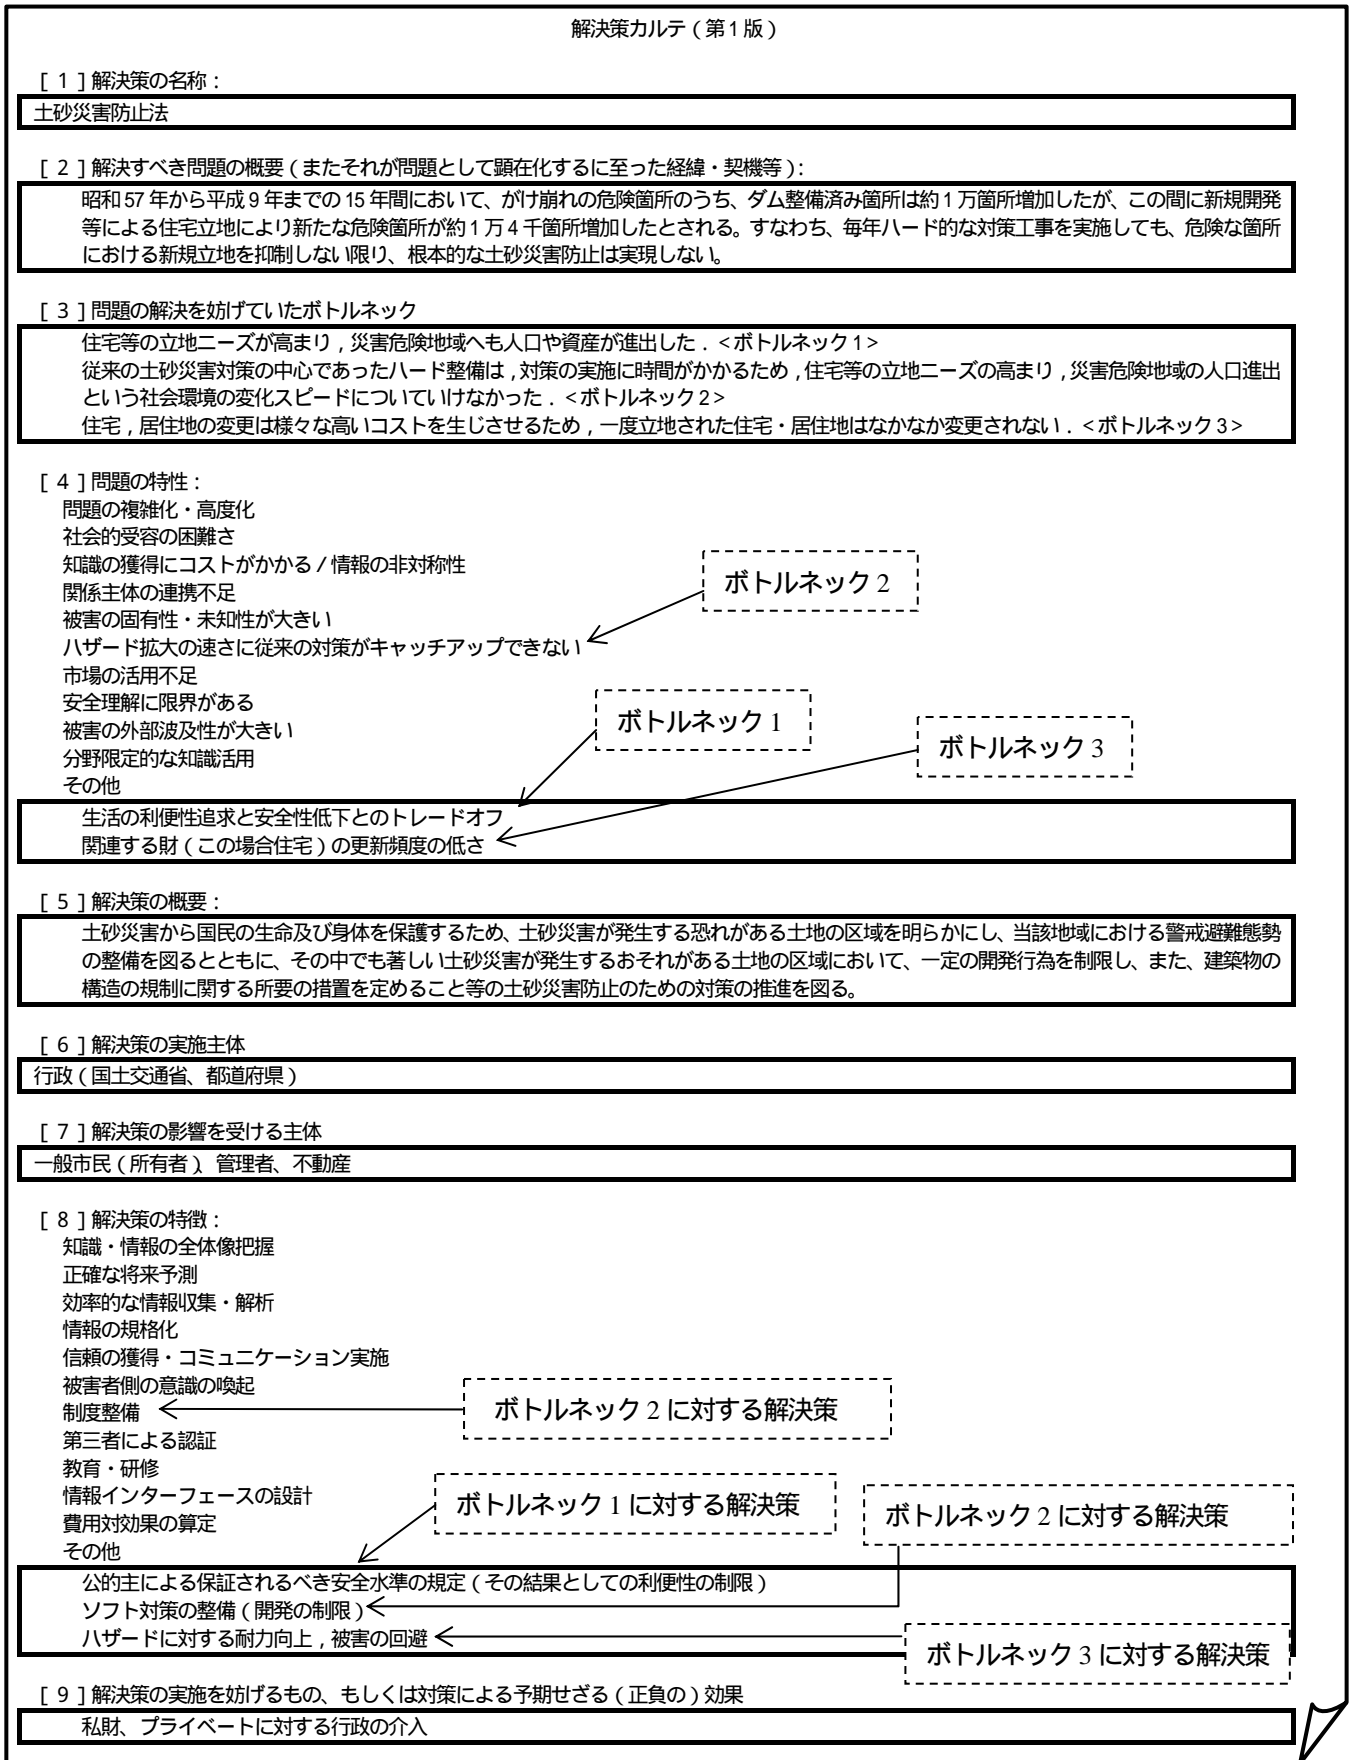 解決策カルテ(第1版)
[1]解決策の名称:
土砂災害防止法
[2]解決すべき問題の概要(またそれが問題として顕在化するに至った経緯・契機等):
昭和57年から平成9年までの15年間において、がけ崩れの危険箇所のうち、ダム整備済み箇所は約1万箇所増加したが、この間に新規開発
等による住宅立地により新たな危険箇所が約1万4千箇所増加したとされる。すなわち、毎年ハード的な対策工事を実施しても、危険な箇所
における新規立地を抑制しない限り、根本的な土砂災害防止は実現しない。
[3]問題の解決を妨げていたボトルネック
住宅等の立地ニーズが高まり,災害危険地域へも人口や資産が進出した.<ボトルネック1>
従来の土砂災害対策の中心であったハード整備は,対策の実施に時間がかかるため,住宅等の立地ニーズの高まり,災害危険地域の人口進出
という社会環境の変化スピードについていけなかった.<ボトルネック2>
住宅,居住地の変更は様々な高いコストを生じさせるため,一度立地された住宅・居住地はなかなか変更されない.<ボトルネック3>
[4]問題の特性:
問題の複雑化・高度化
社会的受容の困難さ
知識の獲得にコストがかかる/情報の非対称性
関係主体の連携不足
ボトルネック2
被害の固有性・未知性が大きい
ハザード拡大の速さに従来の対策がキャッチアップできない
市場の活用不足
安全理解に限界がある
ボトルネック1
被害の外部波及性が大きい
ボトルネック3
分野限定的な知識活用
その他
生活の利便性追求と安全性低下とのトレードオフ
関連する財(この場合住宅)の更新頻度の低さ
[5]解決策の概要:
土砂災害から国民の生命及び身体を保護するため、土砂災害が発生する恐れがある土地の区域を明らかにし、当該地域における警戒避難態勢
の整備を図るとともに、その中でも著しい土砂災害が発生するおそれがある土地の区域において、一定の開発行為を制限し、また、建築物の
構造の規制に関する所要の措置を定めること等の土砂災害防止のための対策の推進を図る。
[6]解決策の実施主体
行政(国土交通省、都道府県)
[7]解決策の影響を受ける主体
一般市民(所有者)、管理者、不動産
[8]解決策の特徴:
知識・情報の全体像把握
正確な将来予測
効率的な情報収集・解析
情報の規格化
信頼の獲得・コミュニケーション実施
被害者側の意識の喚起
制度整備
ボトルネック2に対する解決策
第三者による認証
教育・研修
情報インターフェースの設計
ボトルネック1に対する解決策
ボトルネック2に対する解決策
費用対効果の算定
その他
公的主による保証されるべき安全水準の規定(その結果としての利便性の制限)
ソフト対策の整備(開発の制限)
ハザードに対する耐力向上,被害の回避
ボトルネック3に対する解決策
[9]解決策の実施を妨げるもの、もしくは対策による予期せざる(正負の)効果
私財、プライベートに対する行政の介入